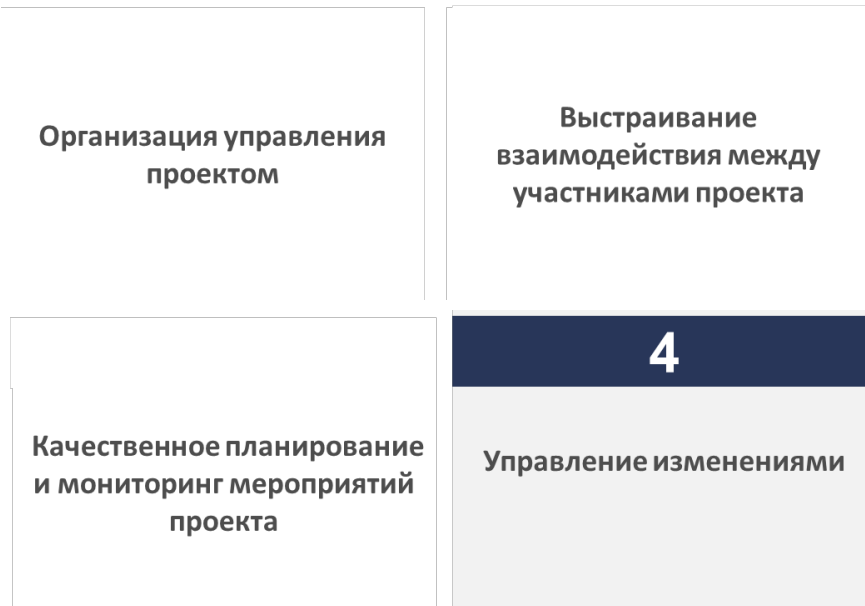 Организация управления
проектом
Выстраивание
взаимодействия между
участниками проекта
Качественное планирование
и мониторинг мероприятий
проекта
4
Управление изменениями